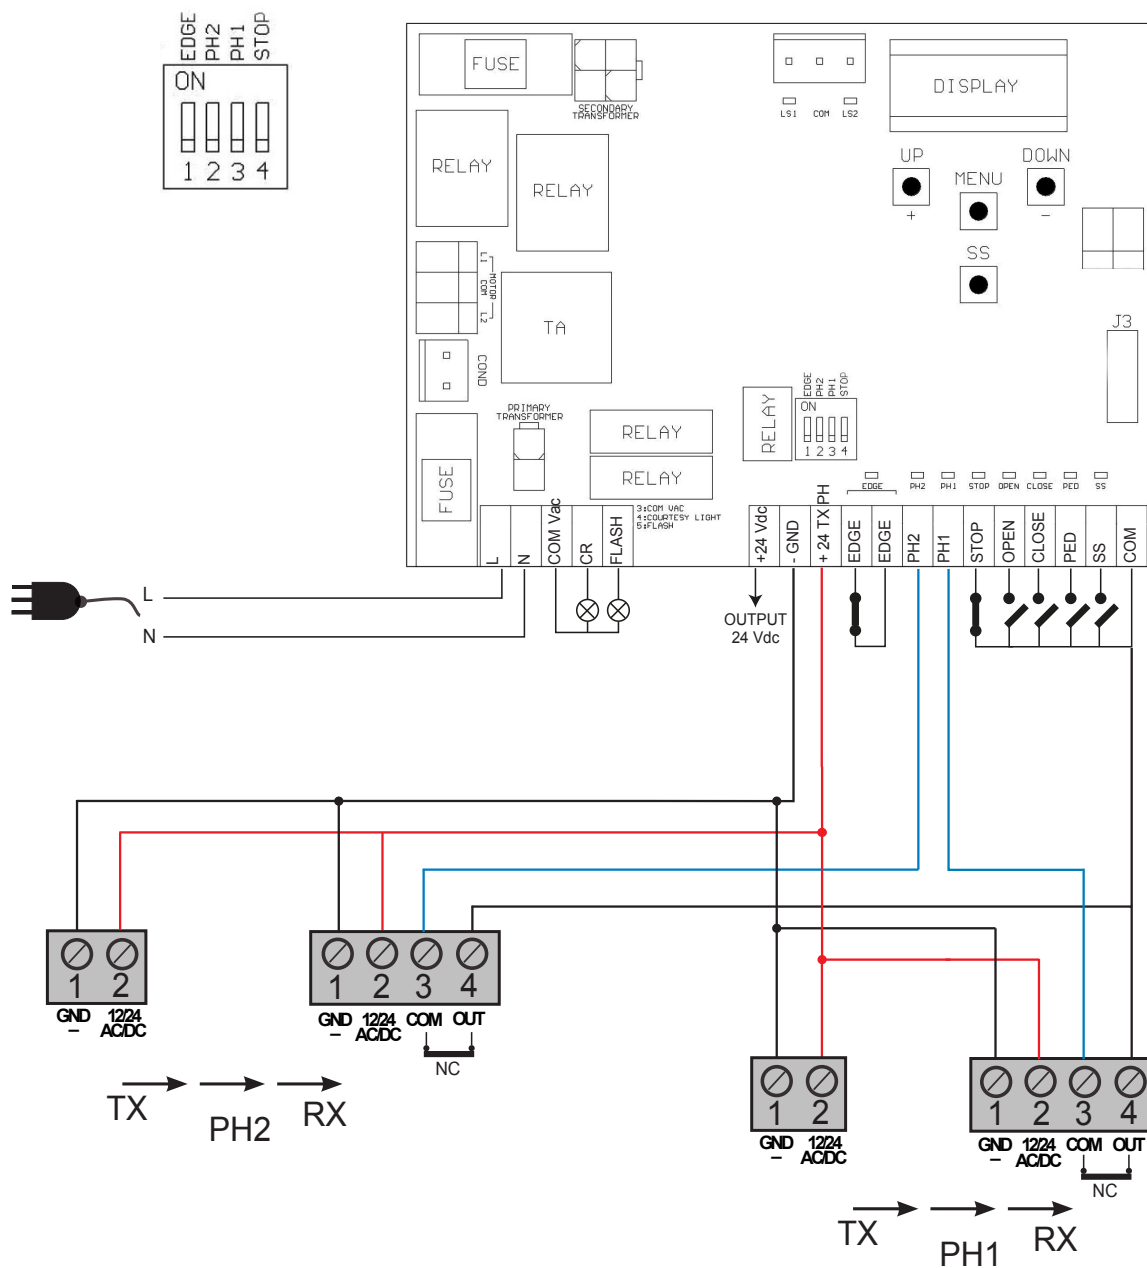 EDGE
PH2
PH1
STOP
ON
1 2 3 4
FUSE
SECONDARY
TRANSFORMER
LS1 COM LS2
DISPLAY
UP
DOWN
MENU
+
-
SS
RELAY
RELAY
L1
MOTOR
COM
L2
TA
COND
J3
PRIMARY
TRANSFORMER
FUSE
RELAY
RELAY
RELAY
EDGE
PH2
PH1
STOP
ON
1 2 3 4
3:COM VAC
4:COURTESY LIGHT
5:FLASH
EDGE PH2 PH1 STOP OPEN CLOSE PED SS
L
N
COM Vac
CR
FLASH
+24 Vdc
- GND
+ 24 TX PH
EDGE
EDGE
PH2
PH1
STOP
OPEN
CLOSE
PED
SS
COM
L
N
OUTPUT
24 Vdc
1 2
GND 12/24
– AC/DC
1 2 3 4
GND 12/24 COM OUT
– AC/DC
NC
TX PH2 RX
1 2
GND 12/24
– AC/DC
1 2 3 4
GND 12/24 COM OUT
– AC/DC
NC
TX PH1 RX